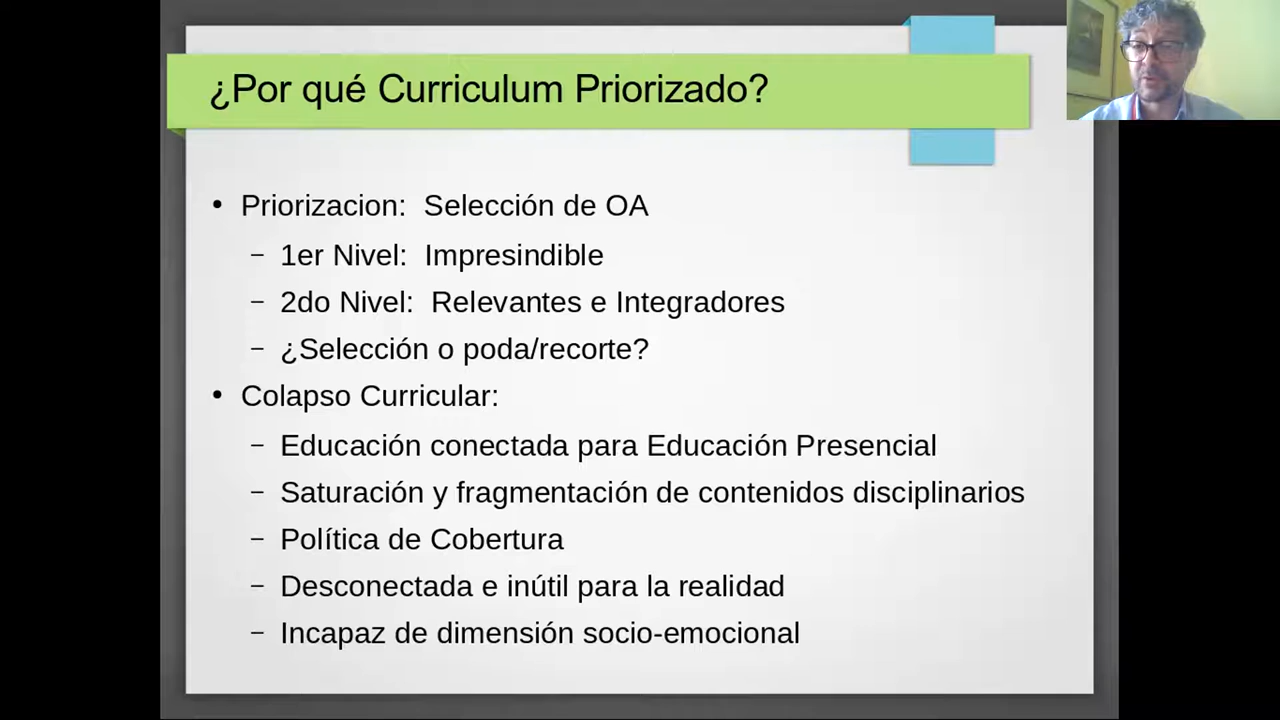 ¿Por qué Curriculum Priorizado?
• Priorizacion: Selección de OA
– 1er Nivel: Impresindible
– 2do Nivel: Relevantes e Integradores
– ¿Selección o poda/recorte?
• Colapso Curricular:
– Educación conectada para Educación Presencial
– Saturación y fragmentación de contenidos disciplinarios
– Política de Cobertura
– Desconectada e inútil para la realidad
– Incapaz de dimensión socio-emocional